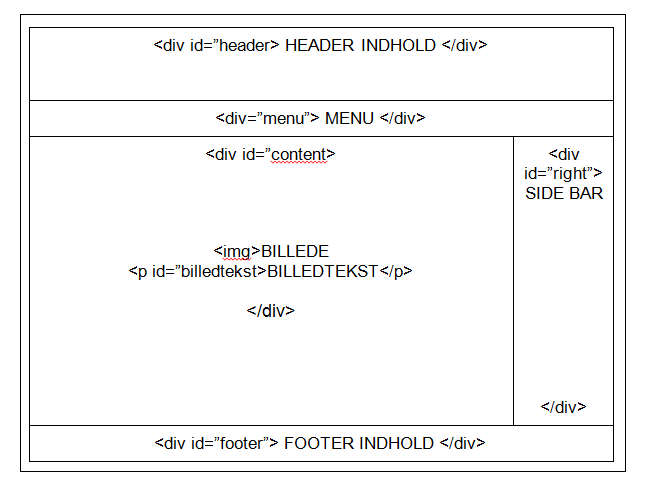 <div id=”header> HEADER INDHOLD </div>
<div=”menu”> MENU </div>
<div id=”content>
<img>BILLEDE
<p id=”billedtekst>BILLEDTEKST</p>
</div>
<div
id=”right”>
SIDE BAR
</div>
<div id=”footer”> FOOTER INDHOLD </div>